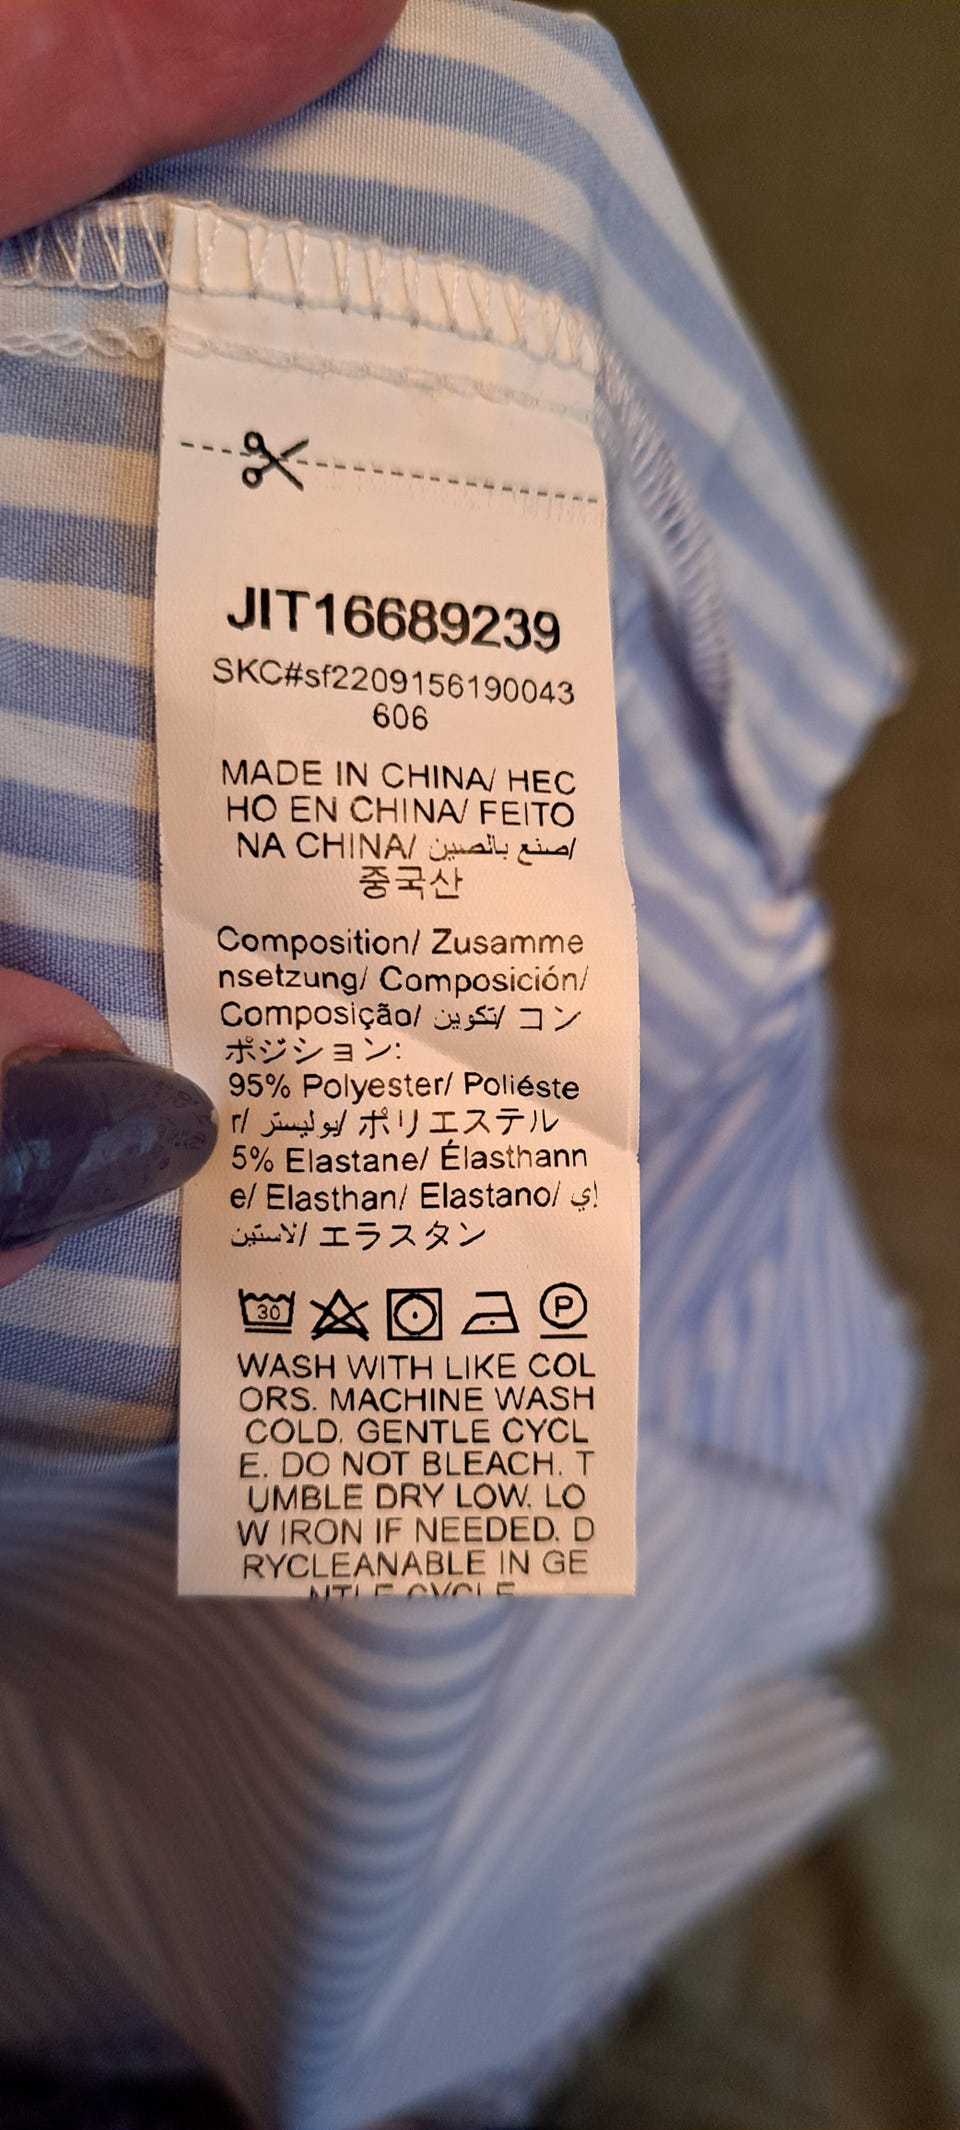 JIT16689239
SKC#sf2209156190043
606
MADE IN CHINA/ HEC
HO EN CHINA/ FEITO
NA CHINA/ صنع بالصين/
중국산
Composition/ Zusamme
nsetzung/ Composición/
Composição/ تكوين/ コン
ポジション:
95% Polyester/ Poliéste
r/ بوليستر/ ポリエステル
5% Elastane/ Élasthann
e/ Elasthan/ Elastano/ إي
لاستين/ エラスタン
30 P
WASH WITH LIKE COL
ORS. MACHINE WASH
COLD. GENTLE CYCL
E. DO NOT BLEACH. T
UMBLE DRY LOW. LO
W IRON IF NEEDED. D
RYCLEANABLE IN GE
NTLE CYCLE